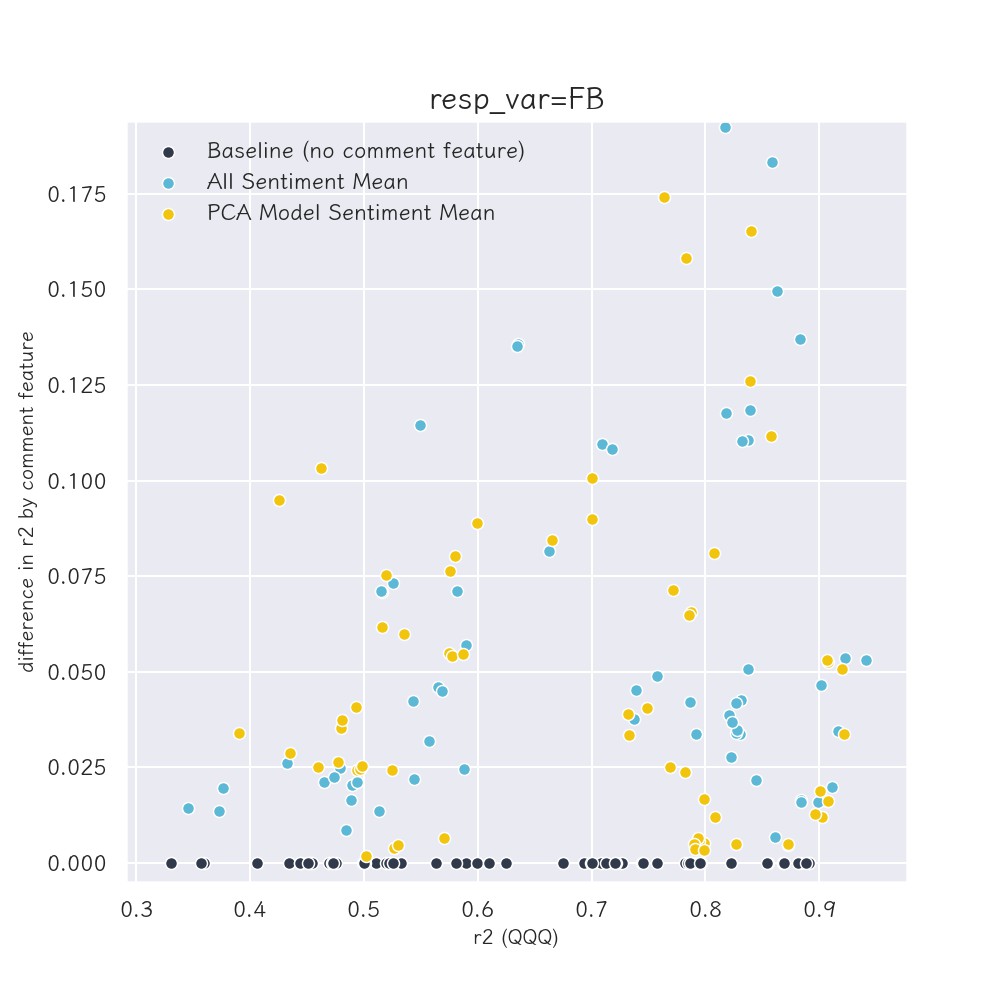 resp_var=FB
Baseline (no comment feature)
All Sentiment Mean
PCA Model Sentiment Mean
difference in r2 by comment feature
0.175
0.150
0.125
0.100
0.075
0.050
0.025
0.000
0.3 0.4 0.5 0.6 0.7 0.8 0.9
r2 (QQQ)